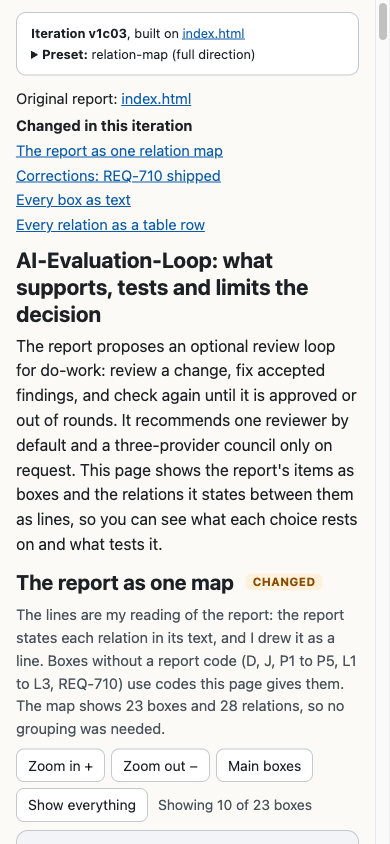 Iteration v1c03, built on index.html
▶ Preset: relation-map (full direction)
Original report: index.html
Changed in this iteration
The report as one relation map
Corrections: REQ-710 shipped
Every box as text
Every relation as a table row
AI-Evaluation-Loop: what
supports, tests and limits the
decision
The report proposes an optional review loop
for do-work: review a change, fix accepted
findings, and check again until it is approved or
out of rounds. It recommends one reviewer by
default and a three-provider council only on
request. This page shows the report's items as
boxes and the relations it states between them
as lines, so you can see what each choice rests
on and what tests it.
The report as one map CHANGED
The lines are my reading of the report: the report
states each relation in its text, and I drew it as a
line. Boxes without a report code (D, J, P1 to P5, L1
to L3, REQ-710) use codes this page gives them.
The map shows 23 boxes and 28 relations, so no
grouping was needed.
Zoom in + Zoom out – Main boxes
Show everything Showing 10 of 23 boxes